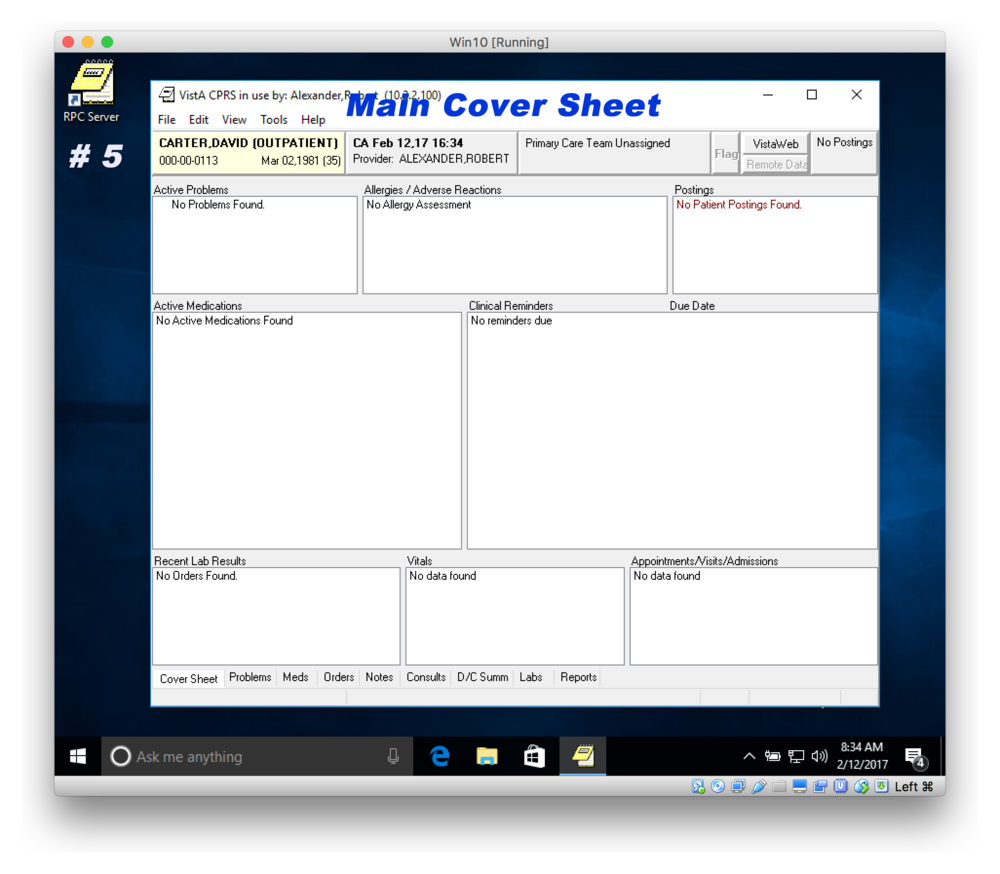 Win10 [Running]
RPC Server
# 5
VistA CPRS in use by: Alexander, (10. 2,100)
Main Cover Sheet
File Edit View Tools Help
CARTER,DAVID (OUTPATIENT)
000-00-0113 Mar 02,1981 (35)
CA Feb 12,17 16:34
Provider: ALEXANDER,ROBERT
Primary Care Team Unassigned
Flag
VistaWeb
Remote Data
No Postings
Active Problems
No Problems Found.
Allergies / Adverse Reactions
No Allergy Assessment
Postings
No Patient Postings Found.
Active Medications
No Active Medications Found
Clinical Reminders Due Date
No reminders due
Recent Lab Results
No Orders Found.
Vitals
No data found
Appointments/Visits/Admissions
No data found
Cover Sheet Problems Meds Orders Notes Consults D/C Summ Labs Reports
Ask me anything
8:34 AM
2/12/2017
4
Left ⌘